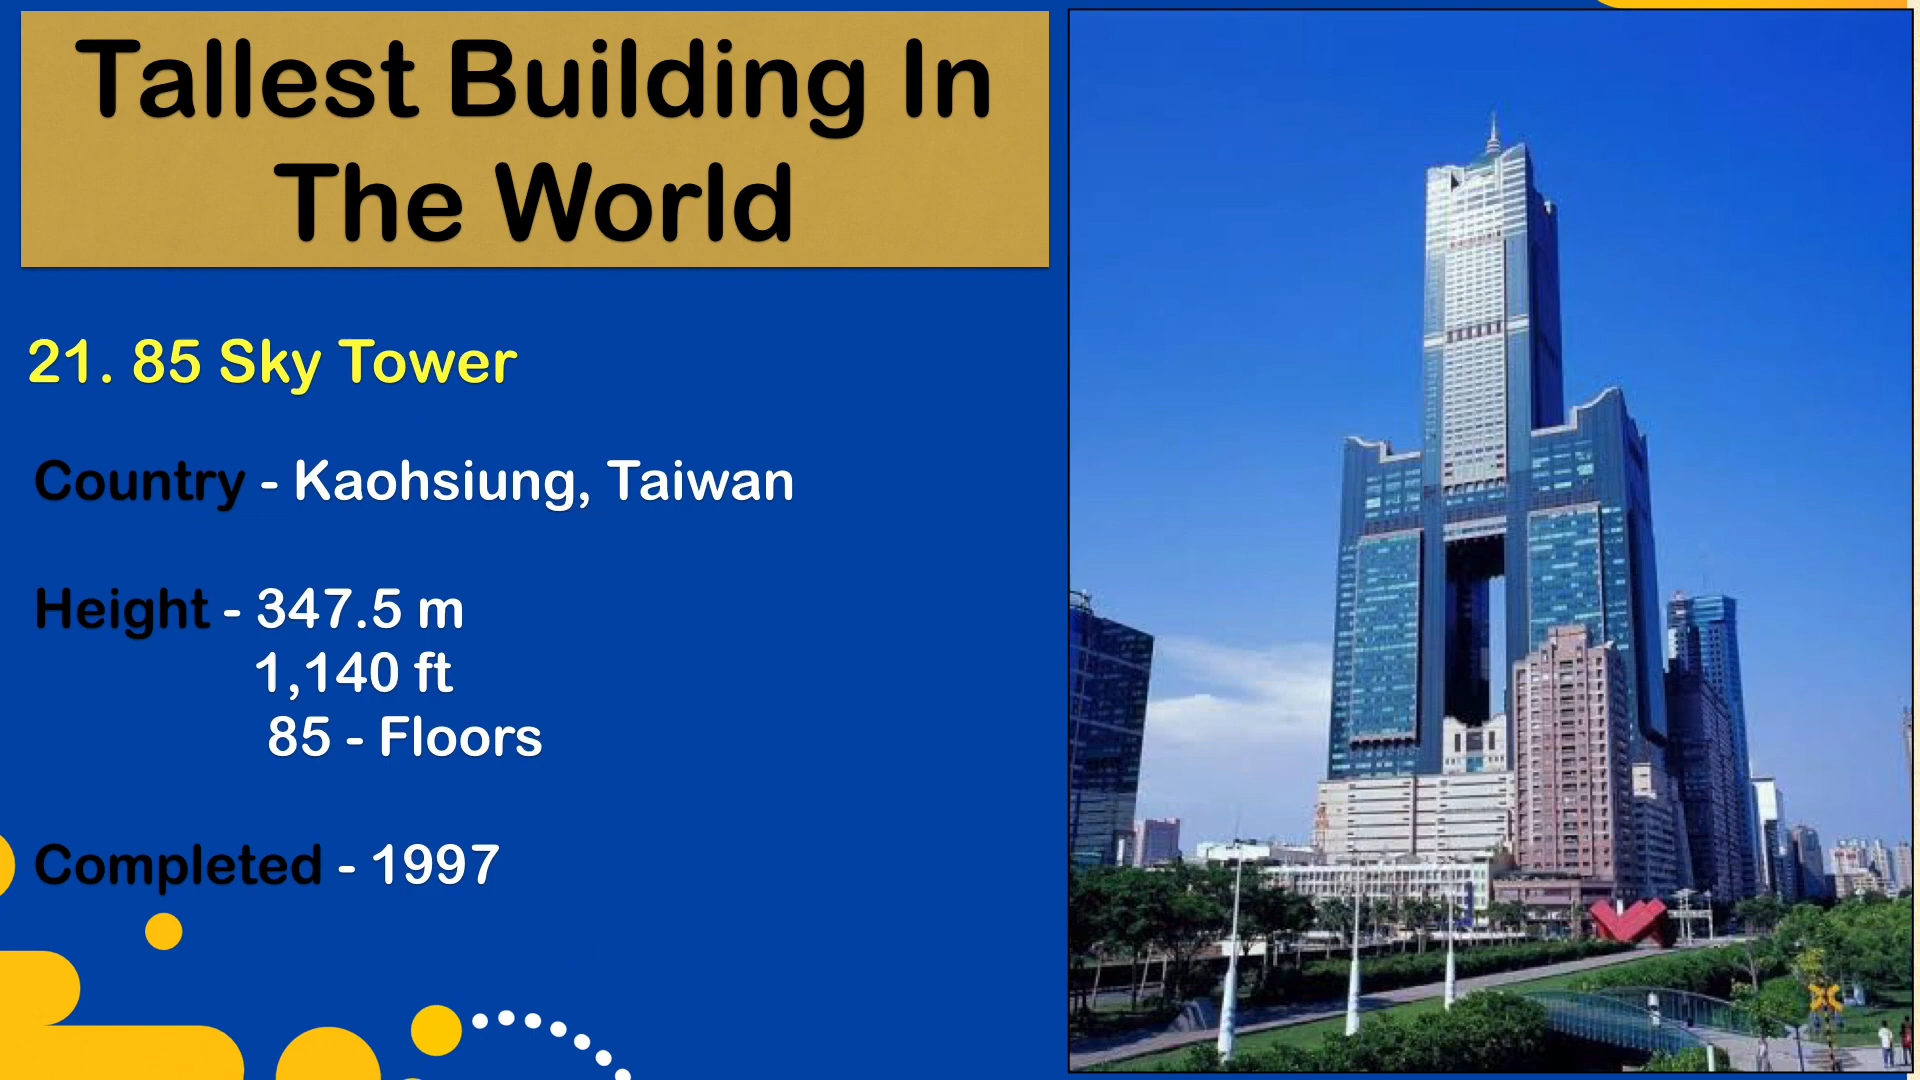 Tallest Building In
The World
21. 85 Sky Tower
Country - Kaohsiung, Taiwan
Height - 347.5 m
1,140 ft
85 - Floors
Completed - 1997